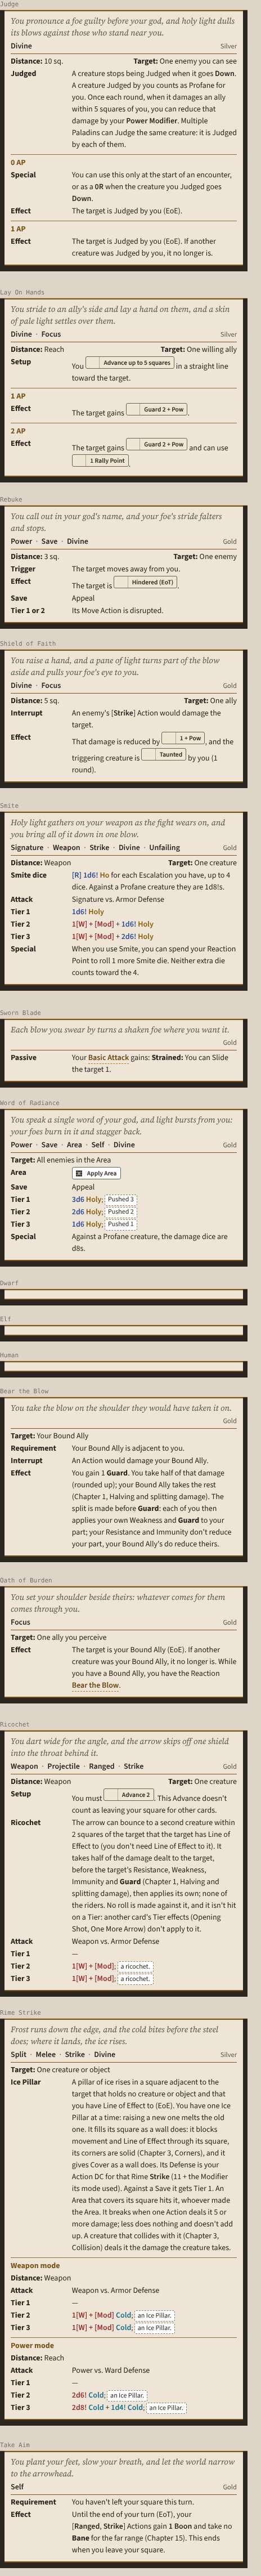 Judge
You pronounce a foe guilty before your god, and holy light dulls
its blows against those who stand near you.
Divine Silver
Distance: 10 sq. Target: One enemy you can see
Judged A creature stops being Judged when it goes Down.
A creature Judged by you counts as Profane for
you. Once each round, when it damages an ally
within 5 squares of you, you can reduce that
damage by your Power Modifier. Multiple
Paladins can Judge the same creature: it is Judged
by each of them.
0 AP
Special You can use this only at the start of an encounter,
or as a 0R when the creature you Judged goes
Down.
Effect The target is Judged by you (EoE).
1 AP
Effect The target is Judged by you (EoE). If another
creature was Judged by you, it no longer is.
Lay On Hands
You stride to an ally's side and lay a hand on them, and a skin
of pale light settles over them.
Divine · Focus Silver
Distance: Reach Target: One willing ally
Setup You Advance up to 5 squares in a straight line
toward the target.
1 AP
Effect The target gains Guard 2 + Pow.
2 AP
Effect The target gains Guard 2 + Pow and can use
1 Rally Point.
Rebuke
You call out in your god's name, and your foe's stride falters
and stops.
Power · Save · Divine Gold
Distance: 3 sq. Target: One enemy
Trigger The target moves away from you.
Effect The target is Hindered (EoT).
Save Appeal
Tier 1 or 2 Its Move Action is disrupted.
Shield of Faith
You raise a hand, and a pane of light turns part of the blow
aside and pulls your foe's eye to you.
Divine · Focus Gold
Distance: 5 sq. Target: One ally
Interrupt An enemy's [Strike] Action would damage the
target.
Effect That damage is reduced by 1 + Pow, and the
triggering creature is Taunted by you (1
round).
Smite
Holy light gathers on your weapon as the fight wears on, and
you bring all of it down in one blow.
Signature · Weapon · Strike · Divine · Unfailing
Distance: Weapon Target: One creature
Smite dice [R] 1d6! Ho for each Escalation you have, up to 4
dice. Against a Profane creature they are 1d8!s.
Attack Signature vs. Armor Defense
Tier 1 1d6! Holy
Tier 2 1[W] + [Mod] + 1d6! Holy
Tier 3 1[W] + [Mod] + 2d6! Holy
Special When you use Smite, you can spend your Reaction
Point to roll 1 more Smite die. Neither extra die
counts toward the 4.
Sworn Blade
Each blow you swear by turns a shaken foe where you want it.
Gold
Passive Your Basic Attack gains: Strained: You can Slide
the target 1.
Word of Radiance
You speak a single word of your god, and light bursts from you:
your foes burn in it and stagger back.
Power · Save · Area · Self · Divine Gold
Target: All enemies in the Area
Area Apply Area
Save Appeal
Tier 1 3d6 Holy; Pushed 3
Tier 2 2d6 Holy; Pushed 2
Tier 3 1d6 Holy; Pushed 1
Special Against a Profane creature, the damage dice are
d8s.
Dwarf
Elf
Human
Bear the Blow
You take the blow on the shoulder they would have taken it on.
Gold
Target: Your Bound Ally
Requirement Your Bound Ally is adjacent to you.
Interrupt An Action would damage your Bound Ally.
Effect You gain 1 Guard. You take half of that damage
(rounded up); your Bound Ally takes the rest
(Chapter 1, Halving and splitting damage). The
split is made before Guard: each of you then
applies your own Weakness and Guard to your
part; your Resistance and Immunity don't reduce
your part, your Bound Ally's do reduce theirs.
Oath of Burden
You set your shoulder beside theirs: whatever comes for them
comes through you.
Focus Gold
Target: One ally you perceive
Effect The target is your Bound Ally (EoE). If another
creature was your Bound Ally, it no longer is. While
you have a Bound Ally, you have the Reaction
Bear the Blow.
Ricochet
You dart wide for the angle, and the arrow skips off one shield
into the throat behind it.
Weapon · Projectile · Ranged · Strike Gold
Distance: Weapon Target: One creature
Setup You must Advance 2. This Advance doesn't
count as leaving your square for other cards.
Ricochet The arrow can bounce to a second creature within
2 squares of the target that the target has Line of
Effect to (you don't need Line of Effect to it). It
takes half of the damage dealt to the target,
before the target's Resistance, Weakness,
Immunity and Guard (Chapter 1, Halving and
splitting damage), then applies its own; none of
the riders. No roll is made against it, and it isn't hit
on a Tier: another card's Tier effects (Opening
Shot, One More Arrow) don't apply to it.
Attack Weapon vs. Armor Defense
Tier 1 —
Tier 2 1[W] + [Mod]; a ricochet.
Tier 3 1[W] + [Mod]; a ricochet.
Rime Strike
Frost runs down the edge, and the cold bites before the steel
does; where it lands, the ice rises.
Split · Melee · Strike · Divine Silver
Target: One creature or object
Ice Pillar A pillar of ice rises in a square adjacent to the
target that holds no creature or object and that
you have Line of Effect to (EoE). You have one Ice
Pillar at a time: raising a new one melts the old
one. It fills its square as a wall does: it blocks
movement and Line of Effect through its square,
its corners are solid (Chapter 3, Corners), and it
gives Cover as a wall does. Its Defense is your
Action DC for that Rime Strike (11 + the Modifier
its mode used). Against a Save it gets Tier 1. An
Area that covers its square hits it, whoever made
the Area. It breaks when one Action deals it 5 or
more damage; less does nothing and doesn't add
up. A creature that collides with it (Chapter 3,
Collision) deals it the damage the creature takes.
Weapon mode
Distance: Weapon
Attack Weapon vs. Armor Defense
Tier 1 —
Tier 2 1[W] + [Mod] Cold; an Ice Pillar.
Tier 3 1[W] + [Mod] Cold; an Ice Pillar.
Power mode
Distance: Reach
Attack Power vs. Ward Defense
Tier 1 —
Tier 2 2d6! Cold; an Ice Pillar.
Tier 3 2d8! Cold + 1d4! Cold; an Ice Pillar.
Take Aim
You plant your feet, slow your breath, and let the world narrow
to the arrowhead.
Self Gold
Requirement You haven't left your square this turn.
Effect Until the end of your turn (EoT), your
[Ranged, Strike] Actions gain 1 Boon and take no
Bane for the far range (Chapter 15). This ends
when you leave your square.